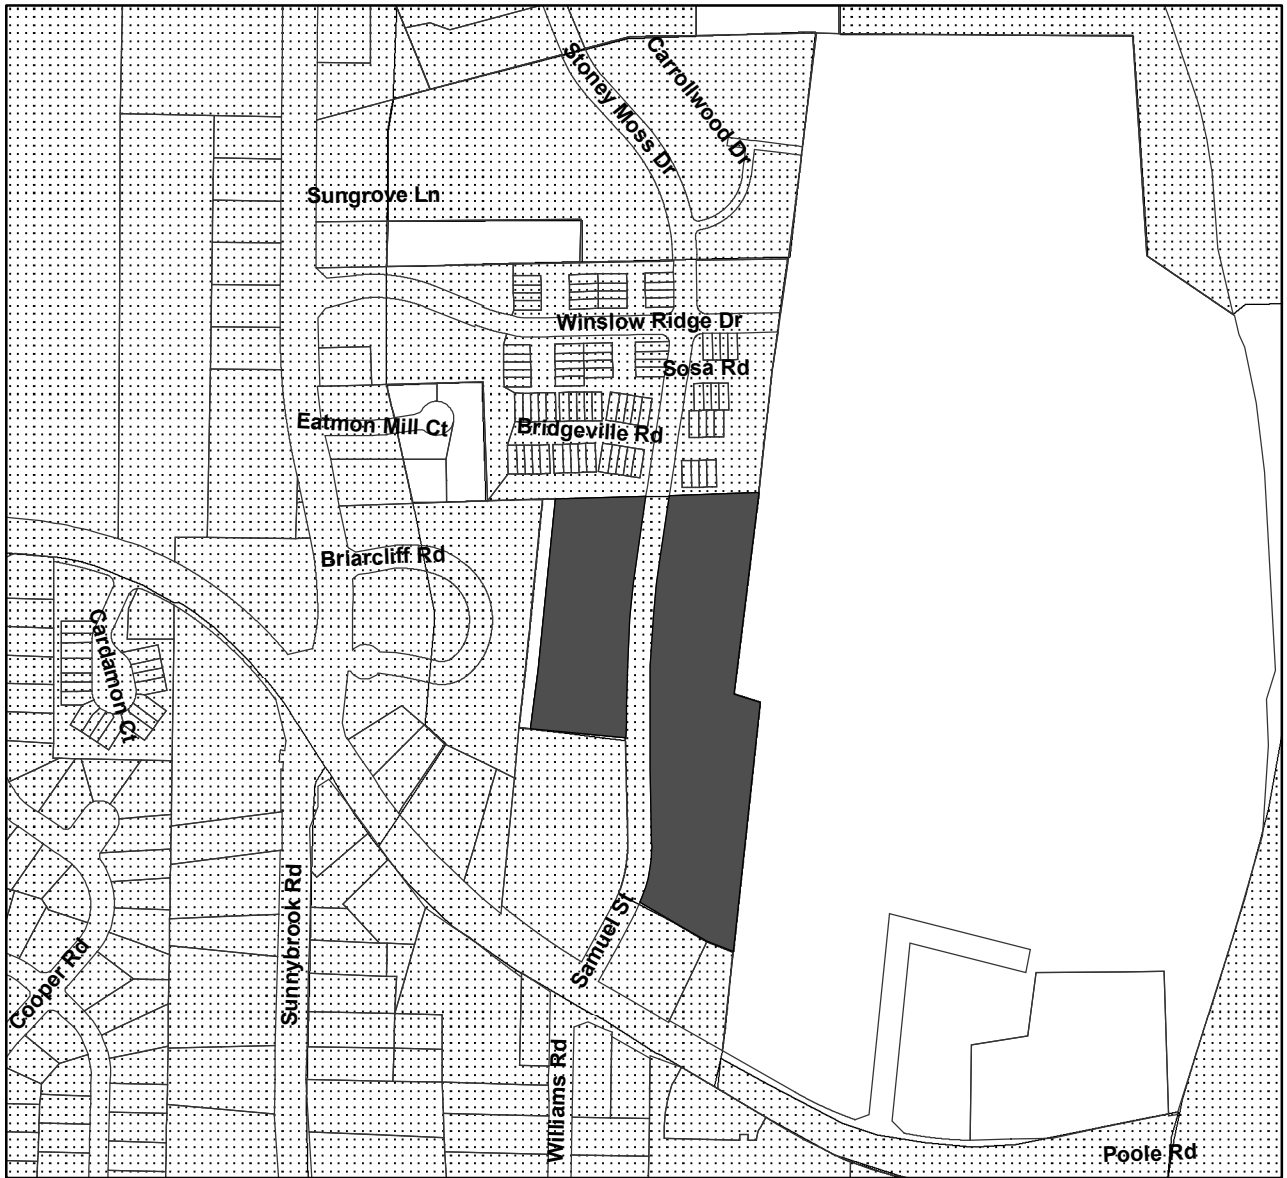 Stoney Moss Dr
Carrollwood Dr
Sungrove Ln
Winslow Ridge Dr
Sosa Rd
Eatmon Mill Ct
Bridgeville Rd
Briarcliff Rd
Cardamon Ct
Sunnybrook Rd
Samuel St
Cooper Rd
Williams Rd
Poole Rd